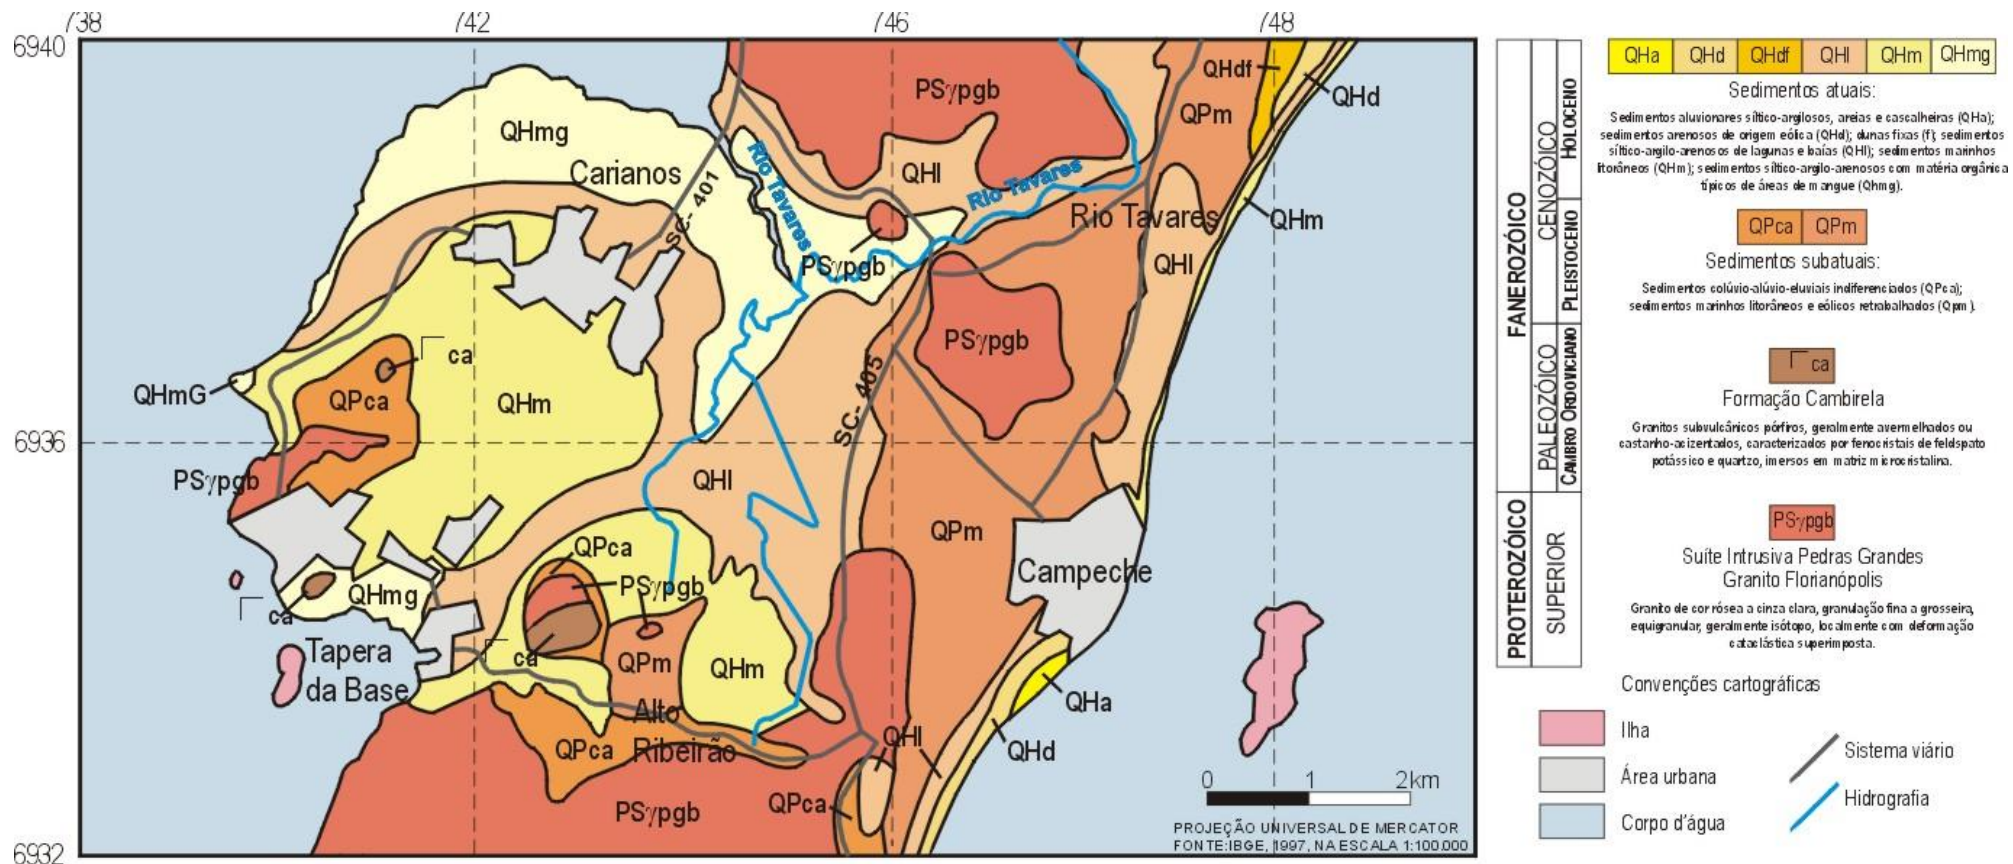 738
742
746
748
6940
6936
6932
QHmg
Carianos
SC- 401
Rio Tavares
PSγpgb
QHdf
QPm
QHd
QHl
Rio Tavares
Rio Tavares
QHm
QHl
PSγpgb
PSγpgb
ca
QHmG
QPca
QHm
SC- 405
PSγpgb
QHl
QPm
QPca
PSγpgb
Campeche
QHmg
ca
ca
Tapera
da Base
QPm
QHm
QHa
Alto
Ribeirão
QPca
QHl
QHd
PSγpgb
QPca
0 1 2km
PROJEÇÃO UNIVERSAL DE MERCATOR
FONTE:IBGE, 1997, NA ESCALA 1:100.000
FANEROZÓICO
CENOZÓICO
HOLOCENO
PLEISTOCENO
PALEOZÓICO
CAMBRO ORDOVICIANO
PROTEROZÓICO
SUPERIOR
QHa QHd QHdf QHl QHm QHmg
Sedimentos atuais:
Sedimentos aluvionares síltico-argilosos, areias e cascalheiras (QHa);
sedimentos arenosos de origem eólica (QHd); dunas fixas (f); sedimentos
síltico-argilo-arenosos de lagunas e baías (QHl); sedimentos marinhos
litorâneos (QHm); sedimentos síltico-argilo-arenosos com matéria orgânica
típicos de áreas de mangue (Qhmg).
QPca QPm
Sedimentos subatuais:
Sedimentos colúvio-alúvio-eluviais indiferenciados (QPca);
sedimentos marinhos litorâneos e eólicos retrabalhados (Qpm).
ca
Formação Cambirela
Granitos subvulcânicos pórfiros, geralmente avermelhados ou
castanho-acizentados, caracterizados por fenocristais de feldspato
potássico e quartzo, imersos em matriz microcristalina.
PSγpgb
Suíte Intrusiva Pedras Grandes
Granito Florianópolis
Granito de cor rósea a cinza clara, granulação fina a grosseira,
equigranular, geralmente isótopo, localmente com deformação
cataclástica superimposta.
Convenções cartográficas
Ilha
Área urbana
Corpo d'água
Sistema viário
Hidrografia